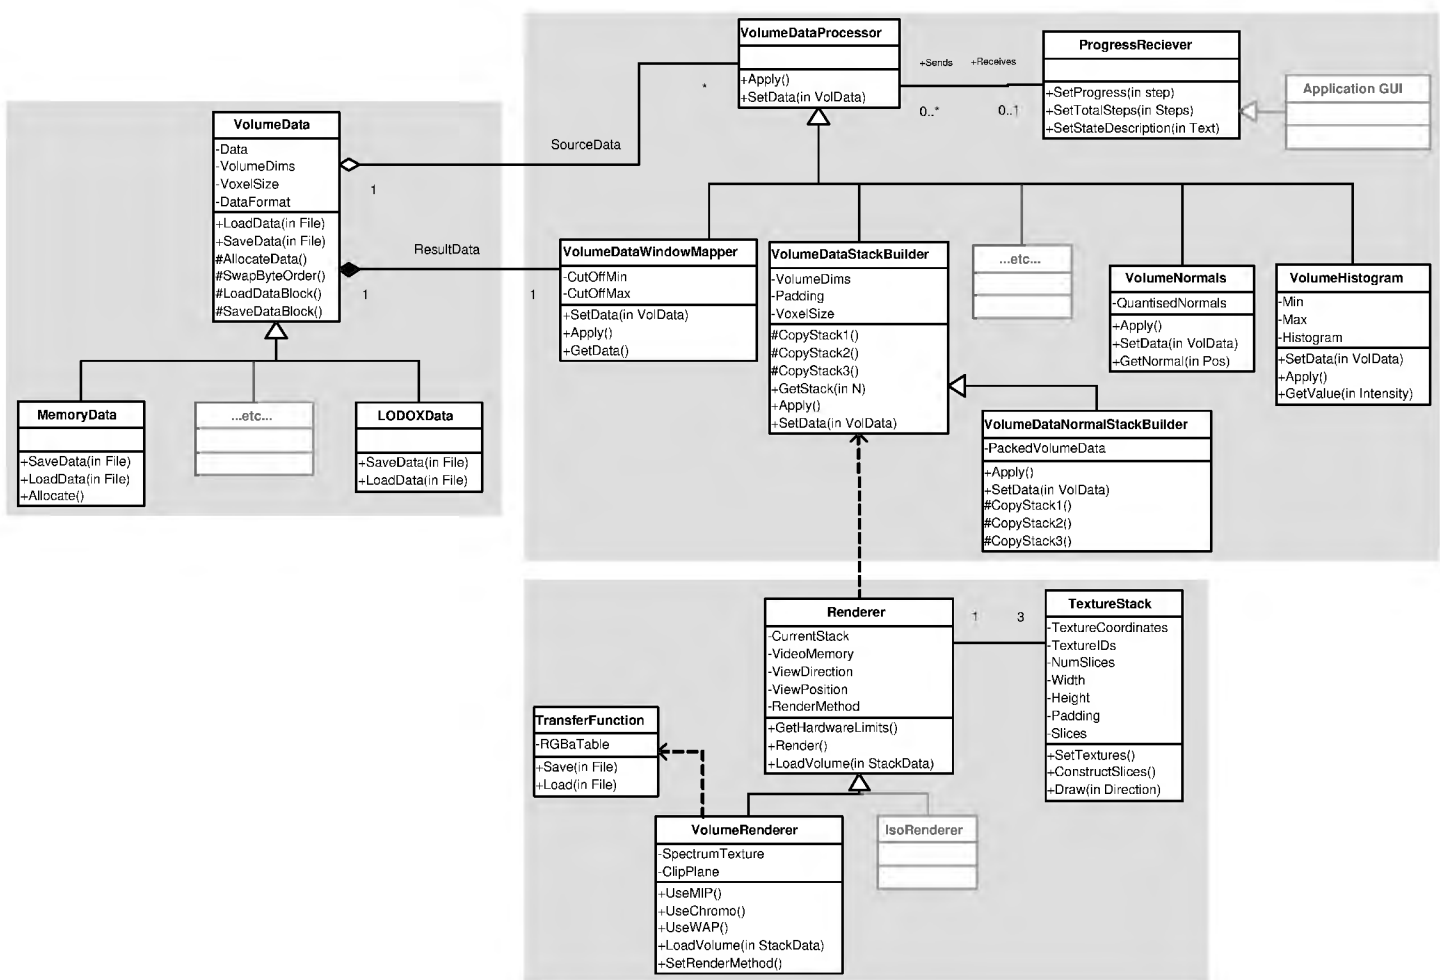 VolumeData
-Data
-VolumeDims
-VoxelSize
-DataFormat
+LoadData(in File)
+SaveData(in File)
#AllocateData()
#SwapByteOrder()
#LoadDataBlock()
#SaveDataBlock()
MemoryData
+SaveData(in File)
+LoadData(in File)
+Allocate()
...etc...
LODOXData
+SaveData(in File)
+LoadData(in File)
SourceData
*
1
ResultData
1
1
VolumeDataProcessor
+Apply()
+SetData(in VolData)
+Sends
+Receives
0..*
0..1
ProgressReciever
+SetProgress(in step)
+SetTotalSteps(in Steps)
+SetStateDescription(in Text)
Application GUI
VolumeDataWindowMapper
-CutOffMin
-CutOffMax
+SetData(in VolData)
+Apply()
+GetData()
VolumeDataStackBuilder
-VolumeDims
-Padding
-VoxelSize
#CopyStack1()
#CopyStack2()
#CopyStack3()
+GetStack(in N)
+Apply()
+SetData(in VolData)
...etc...
VolumeNormals
-QuantisedNormals
+Apply()
+SetData(in VolData)
+GetNormal(in Pos)
VolumeHistogram
-Min
-Max
-Histogram
+SetData(in VolData)
+Apply()
+GetValue(in Intensity)
VolumeDataNormalStackBuilder
-PackedVolumeData
+Apply()
+SetData(in VolData)
#CopyStack1()
#CopyStack2()
#CopyStack3()
Renderer
-CurrentStack
-VideoMemory
-ViewDirection
-ViewPosition
-RenderMethod
+GetHardwareLimits()
+Render()
+LoadVolume(in StackData)
1
3
TextureStack
-TextureCoordinates
-TextureIDs
-NumSlices
-Width
-Height
-Padding
-Slices
+SetTextures()
+ConstructSlices()
+Draw(in Direction)
TransferFunction
-RGBaTable
+Save(in File)
+Load(in File)
VolumeRenderer
-SpectrumTexture
-ClipPlane
+UseMIP()
+UseChromo()
+UseWAP()
+LoadVolume(in StackData)
+SetRenderMethod()
IsoRenderer